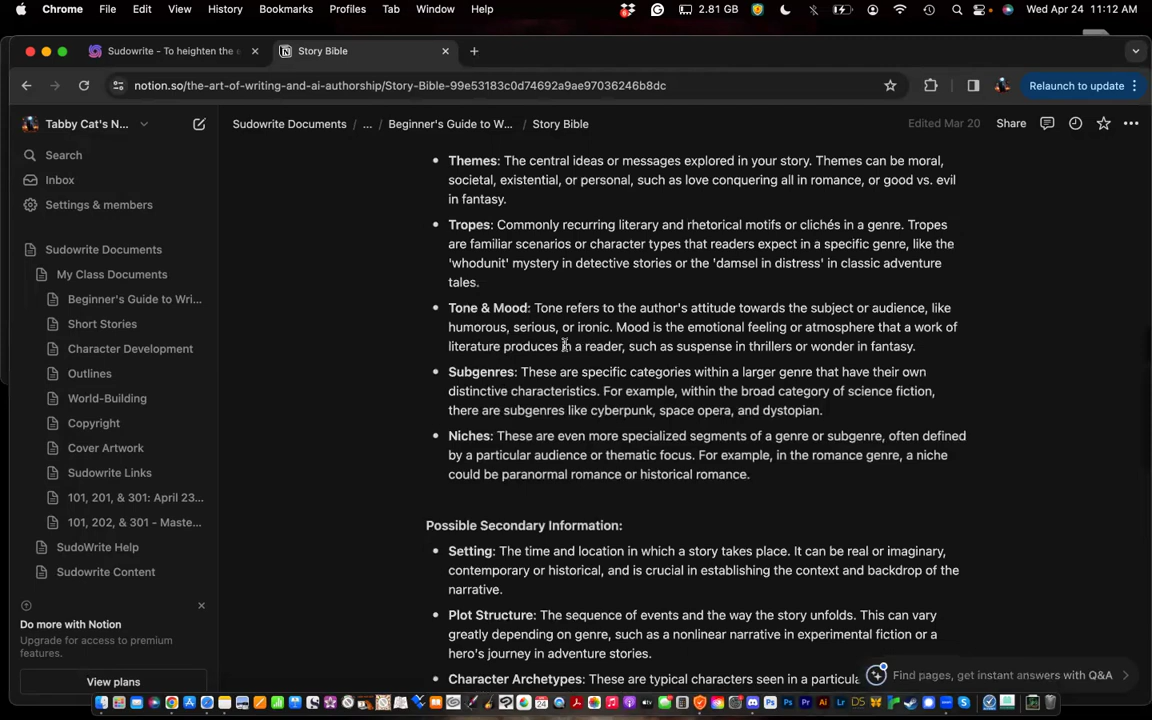 Chrome File Edit View History Bookmarks Profiles Tab Window Help 2.81 GB Wed Apr 24 11:12 AM
Sudowrite - To heighten the e Story Bible
notion.so/the-art-of-writing-and-ai-authorship/Story-Bible-99e53183c0d74692a9ae97036246b8dc Relaunch to update
Tabby Cat's N... Sudowrite Documents / ... / Beginner's Guide to W... / Story Bible Edited Mar 20 Share
Search
Inbox
Settings & members
Sudowrite Documents
My Class Documents
Beginner's Guide to Wri...
Short Stories
Character Development
Outlines
World-Building
Copyright
Cover Artwork
Sudowrite Links
101, 201, & 301: April 23...
101, 202, & 301 - Maste...
SudoWrite Help
Sudowrite Content
Do more with Notion
Upgrade for access to premium
features.
View plans
• Themes: The central ideas or messages explored in your story. Themes can be moral,
societal, existential, or personal, such as love conquering all in romance, or good vs. evil
in fantasy.
• Tropes: Commonly recurring literary and rhetorical motifs or clichés in a genre. Tropes
are familiar scenarios or character types that readers expect in a specific genre, like the
'whodunit' mystery in detective stories or the 'damsel in distress' in classic adventure
tales.
• Tone & Mood: Tone refers to the author's attitude towards the subject or audience, like
humorous, serious, or ironic. Mood is the emotional feeling or atmosphere that a work of
literature produces in a reader, such as suspense in thrillers or wonder in fantasy.
• Subgenres: These are specific categories within a larger genre that have their own
distinctive characteristics. For example, within the broad category of science fiction,
there are subgenres like cyberpunk, space opera, and dystopian.
• Niches: These are even more specialized segments of a genre or subgenre, often defined
by a particular audience or thematic focus. For example, in the romance genre, a niche
could be paranormal romance or historical romance.
Possible Secondary Information:
• Setting: The time and location in which a story takes place. It can be real or imaginary,
contemporary or historical, and is crucial in establishing the context and backdrop of the
narrative.
• Plot Structure: The sequence of events and the way the story unfolds. This can vary
greatly depending on genre, such as a nonlinear narrative in experimental fiction or a
hero's journey in adventure stories.
• Character Archetypes: These are typical characters seen in a particula
Find pages, get instant answers with Q&A